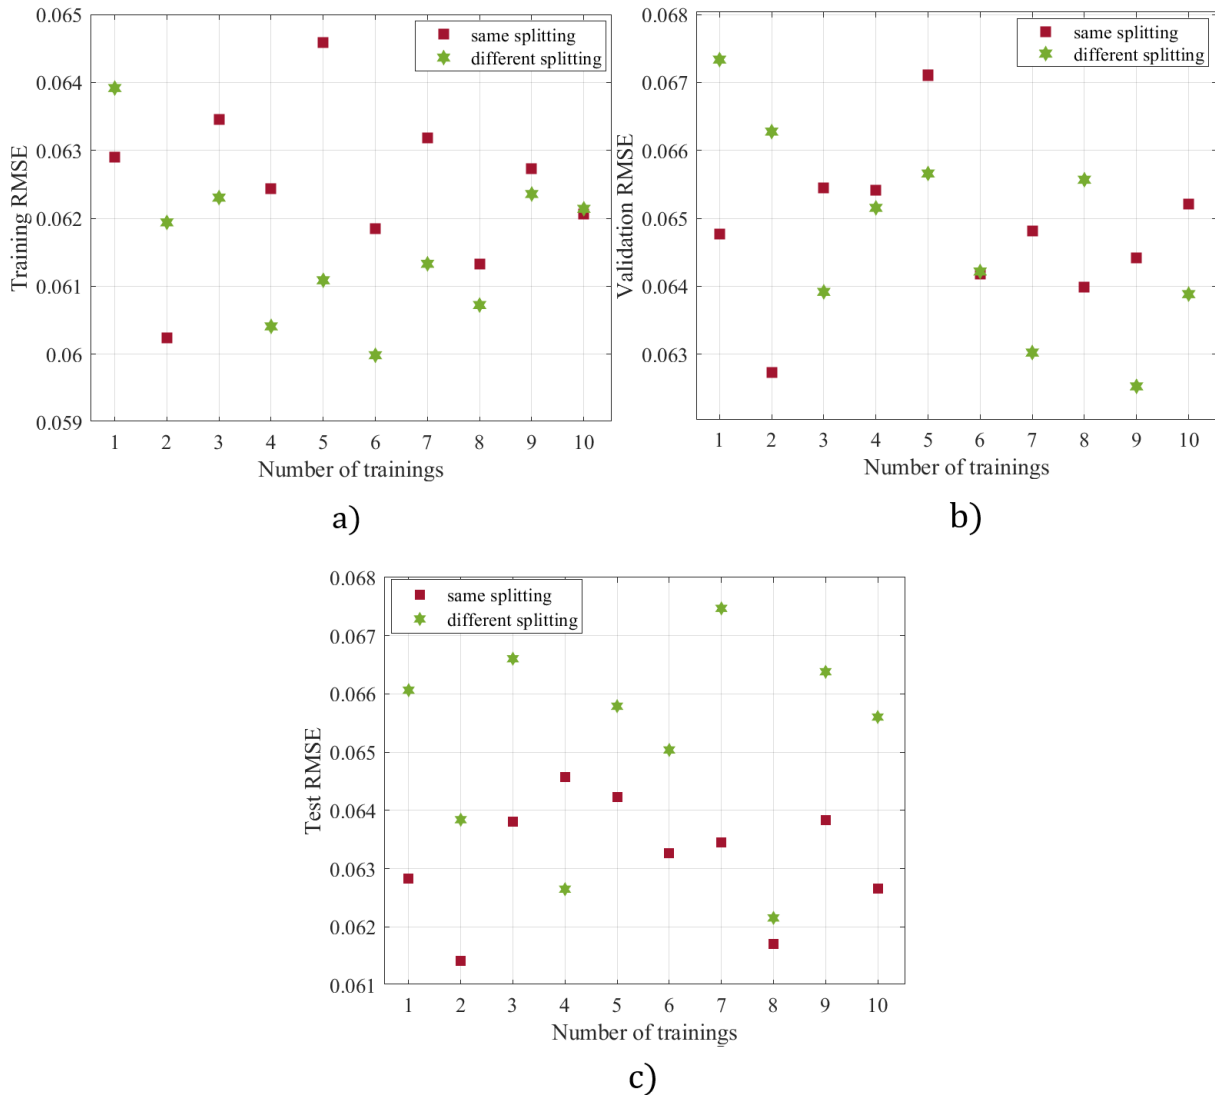 0.065
0.064
0.063
0.062
0.061
0.06
0.059
Training RMSE
same splitting
different splitting
1 2 3 4 5 6 7 8 9 10
Number of trainings
a)
0.068
0.067
0.066
0.065
0.064
0.063
Validation RMSE
same splitting
different splitting
1 2 3 4 5 6 7 8 9 10
Number of trainings
b)
0.068
0.067
0.066
0.065
0.064
0.063
0.062
0.061
Test RMSE
same splitting
different splitting
1 2 3 4 5 6 7 8 9 10
Number of trainings
c)